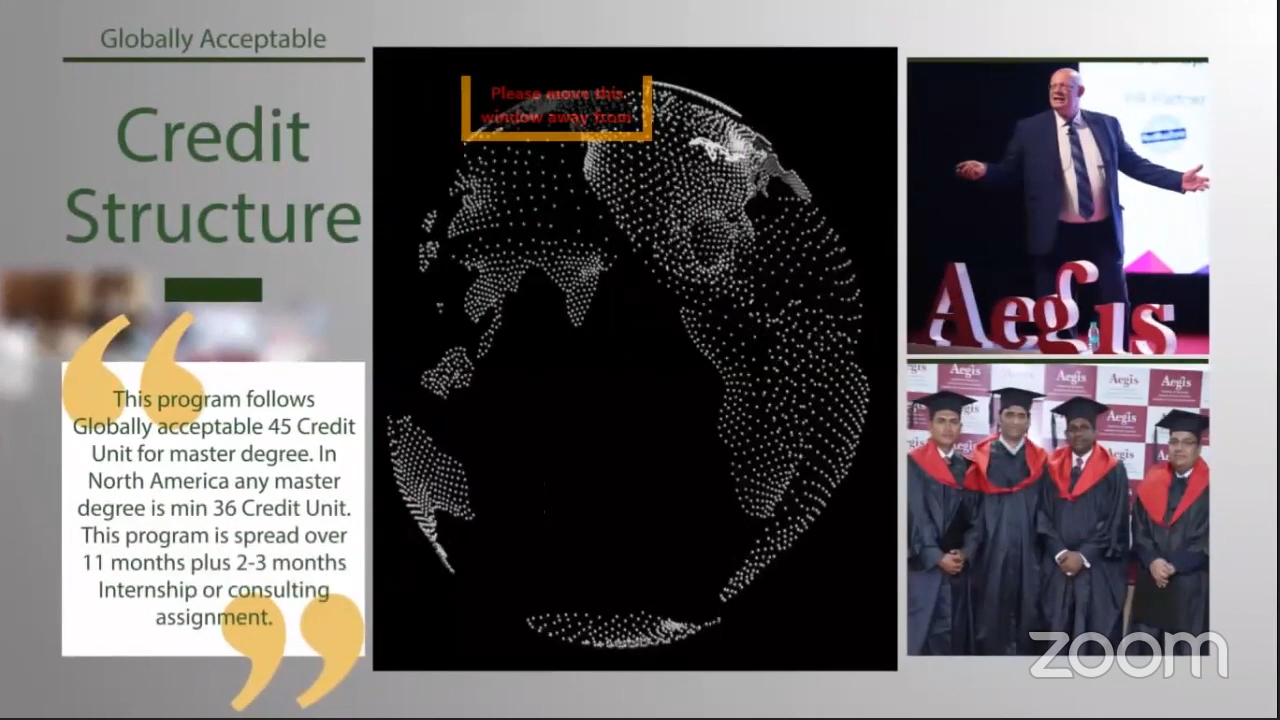 Globally Acceptable
Credit
Structure
This program follows
Globally acceptable 45 Credit
Unit for master degree. In
North America any master
degree is min 36 Credit Unit.
This program is spread over
11 months plus 2-3 months
Internship or consulting
assignment.
Please move this
window away from
Aegis
Aegis
Aegis
Aegis
Aegis
Aegis
zoom